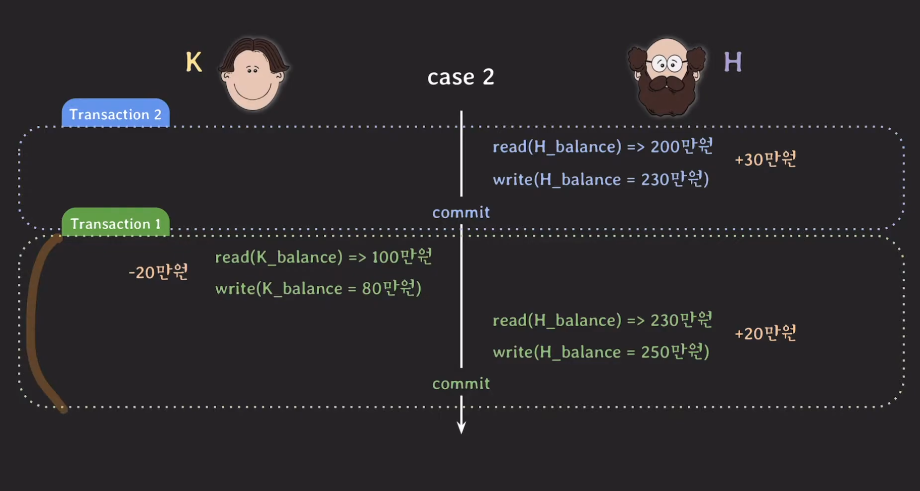 K
case 2
H
Transaction 2
read(H_balance) => 200만원
+30만원
write(H_balance = 230만원)
commit
Transaction 1
read(K_balance) => 100만원
-20만원
write(K_balance = 80만원)
read(H_balance) => 230만원
+20만원
write(H_balance = 250만원)
commit